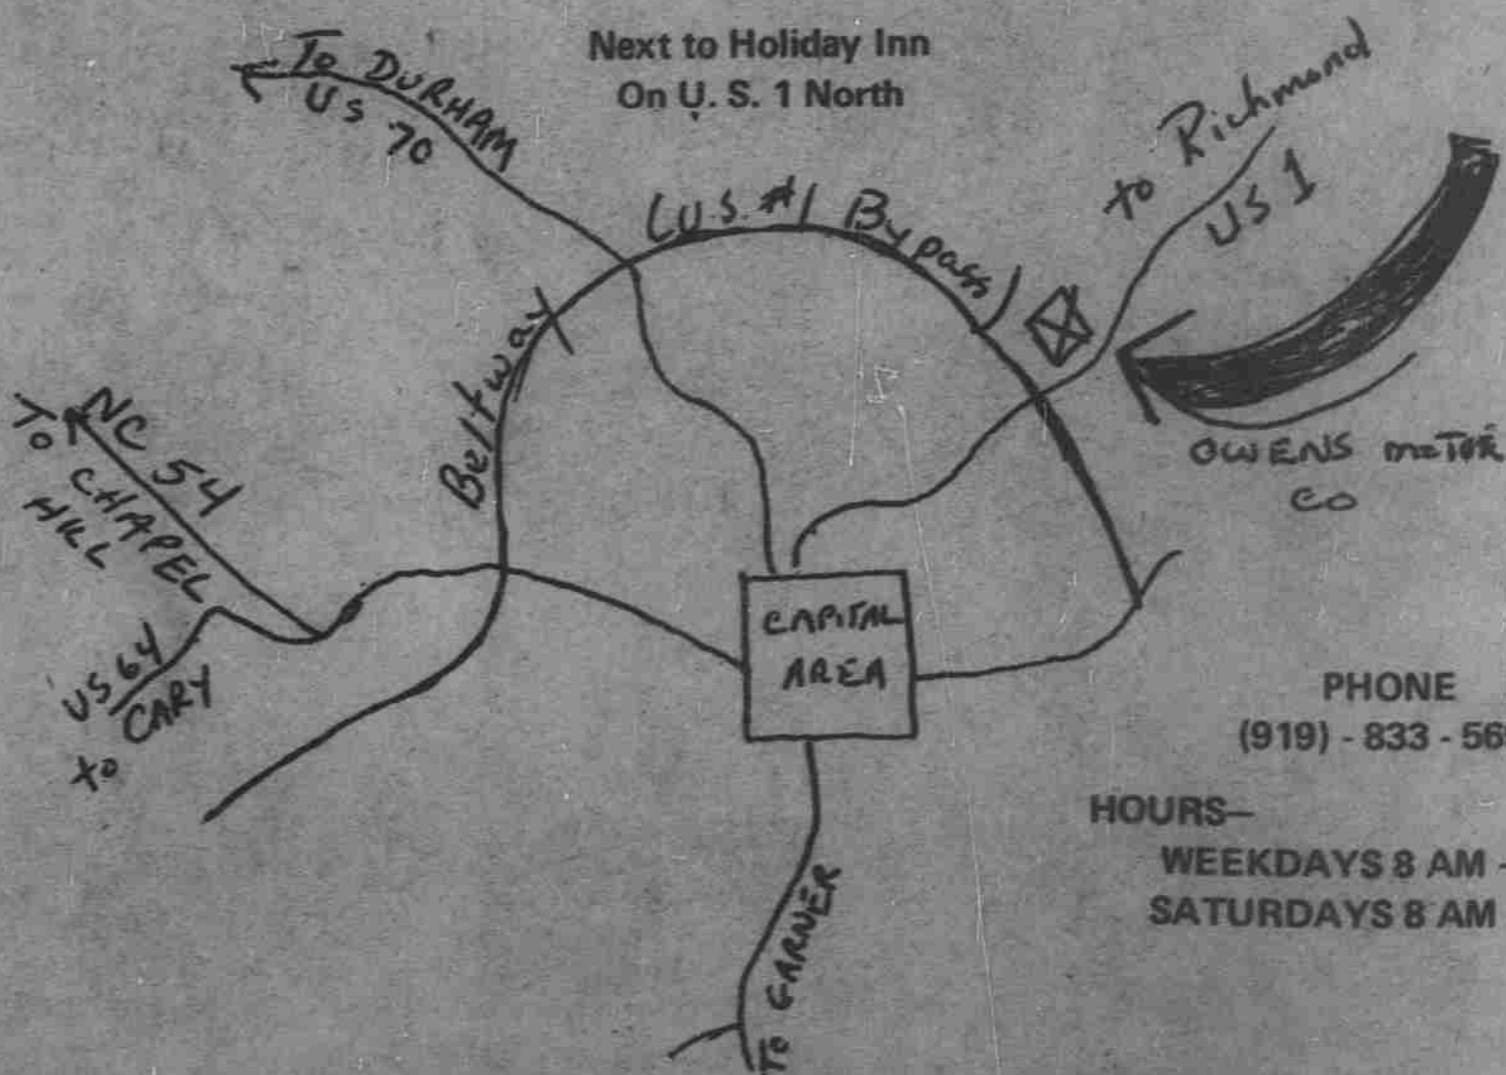 Next to Holiday Inn
On U. S. 1 North
To DURHAM
US 70
to Richmond
US 1
(U.S. #1 Bypass)
Beltway
OWENS MOTOR
CO
NC 54
To CHAPEL
HILL
US 64
to CARY
CAPITAL
AREA
PHONE
(919) - 833 - 56
HOURS—
WEEKDAYS 8 AM -
SATURDAYS 8 AM
To GARNER